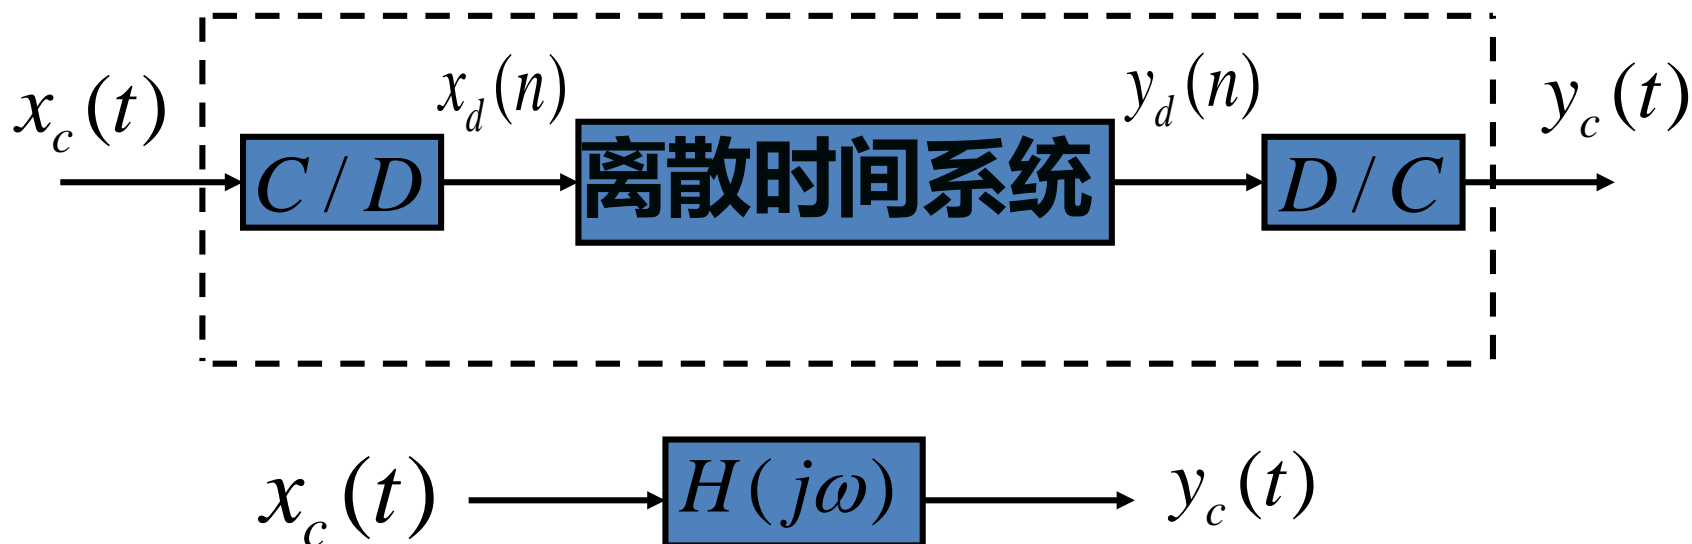 x_c(t) C/D x_d(n) 离散时间系统 y_d(n) D/C y_c(t)
x_c(t) H(jω) y_c(t)